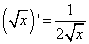 (√x)' = 1/(2√x)